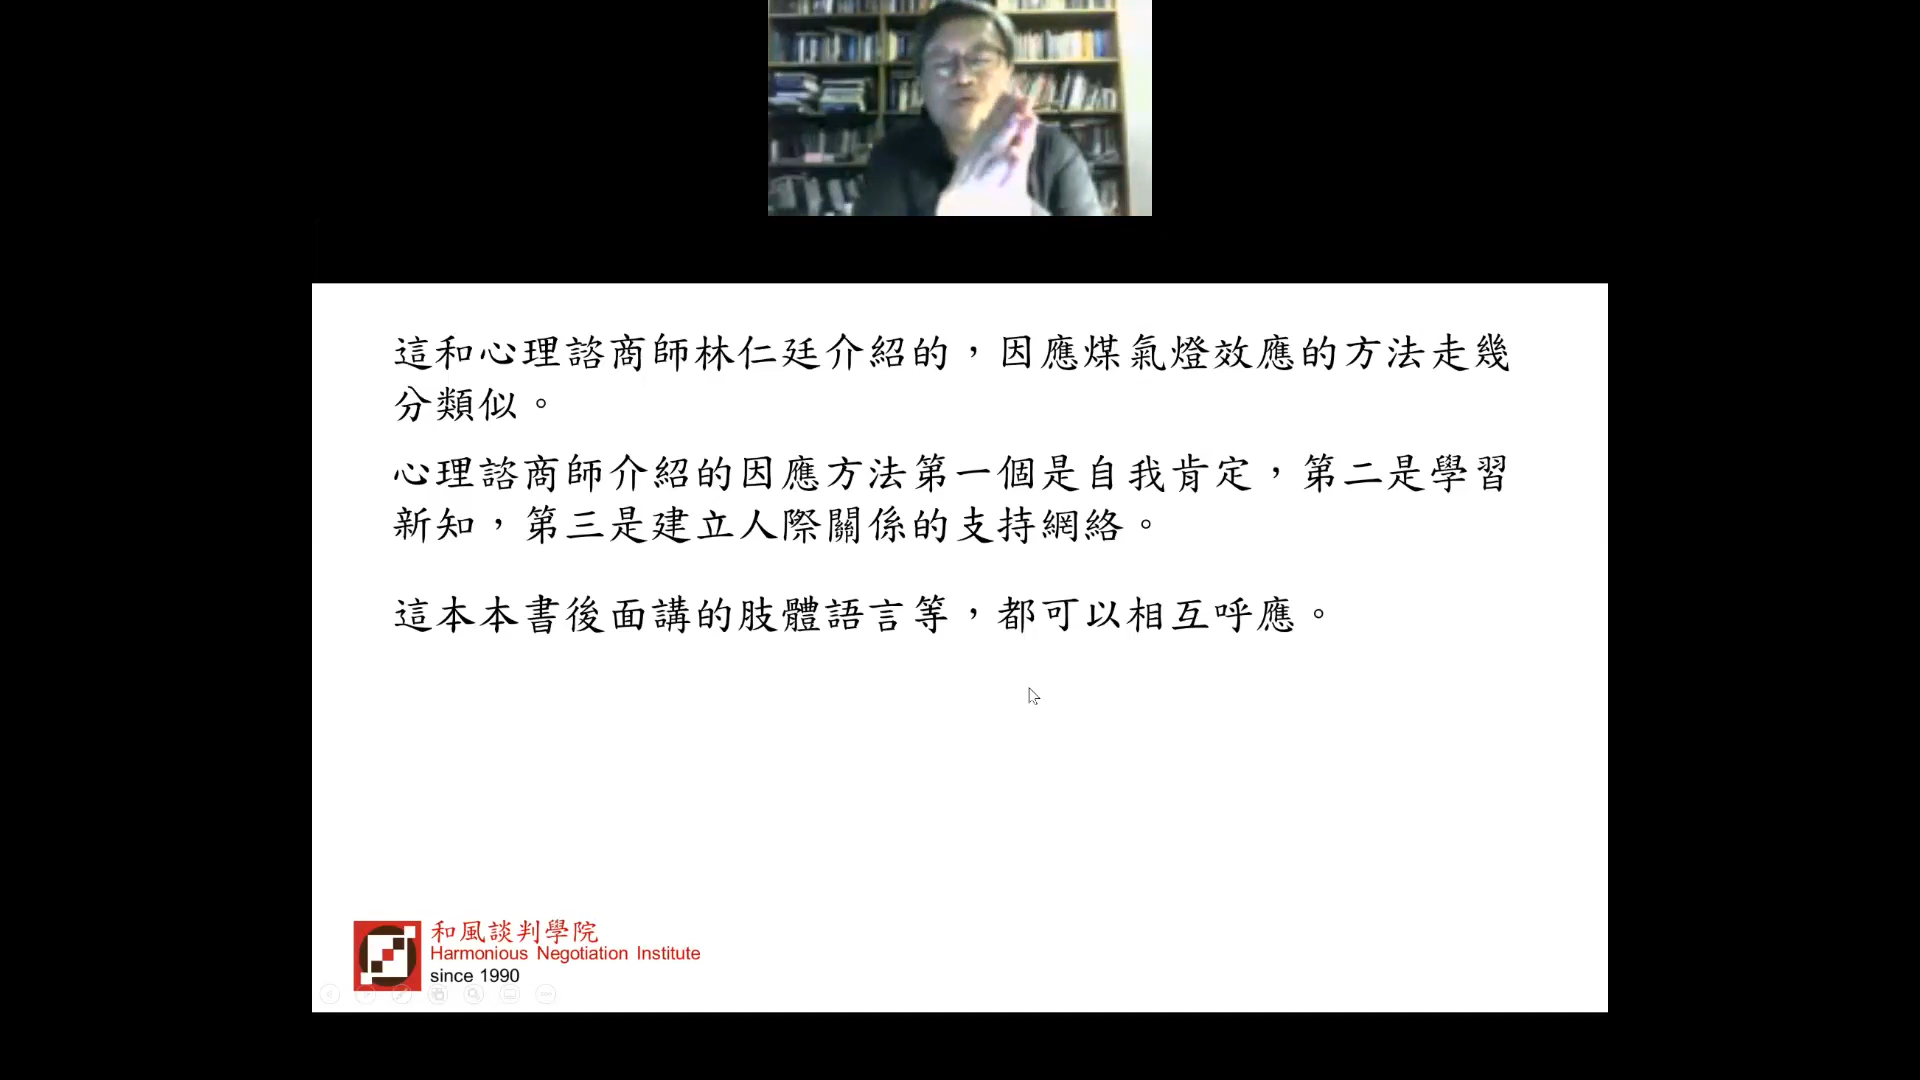 這和心理諮商師林仁廷介紹的，因應煤氣燈效應的方法走幾
分類似。
心理諮商師介紹的因應方法第一個是自我肯定，第二是學習
新知，第三是建立人際關係的支持網絡。
這本本書後面講的肢體語言等，都可以相互呼應。
和風談判學院
Harmonious Negotiation Institute
since 1990